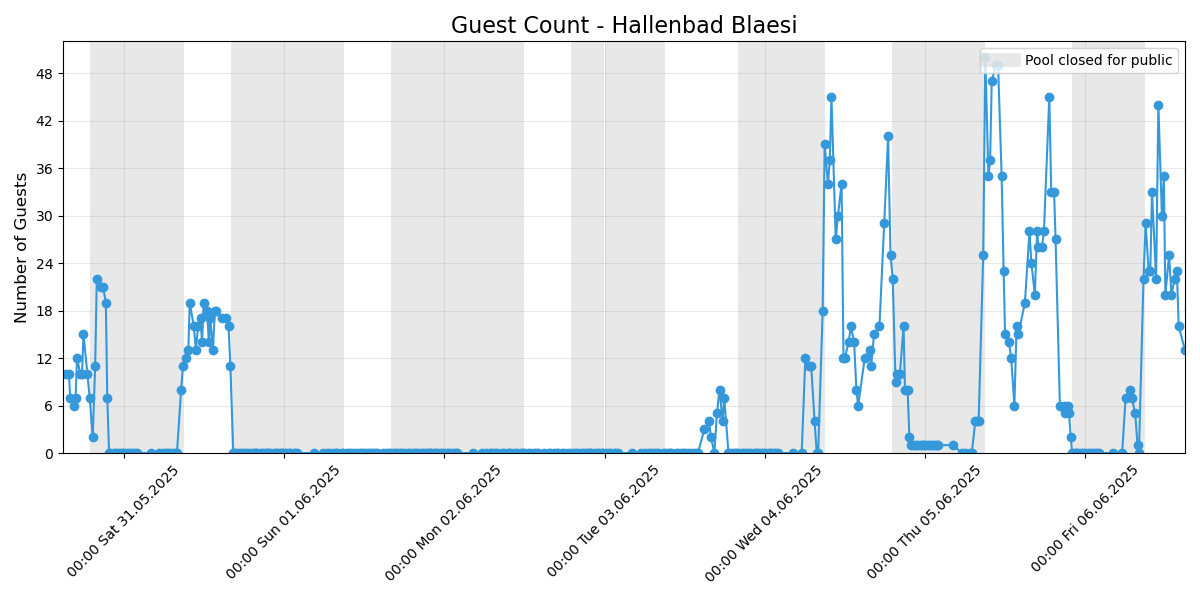 Guest Count - Hallenbad Blaesi
Pool closed for public
Number of Guests
48
42
36
30
24
18
12
6
0
00:00 Sat 31.05.2025
00:00 Sun 01.06.2025
00:00 Mon 02.06.2025
00:00 Tue 03.06.2025
00:00 Wed 04.06.2025
00:00 Thu 05.06.2025
00:00 Fri 06.06.2025